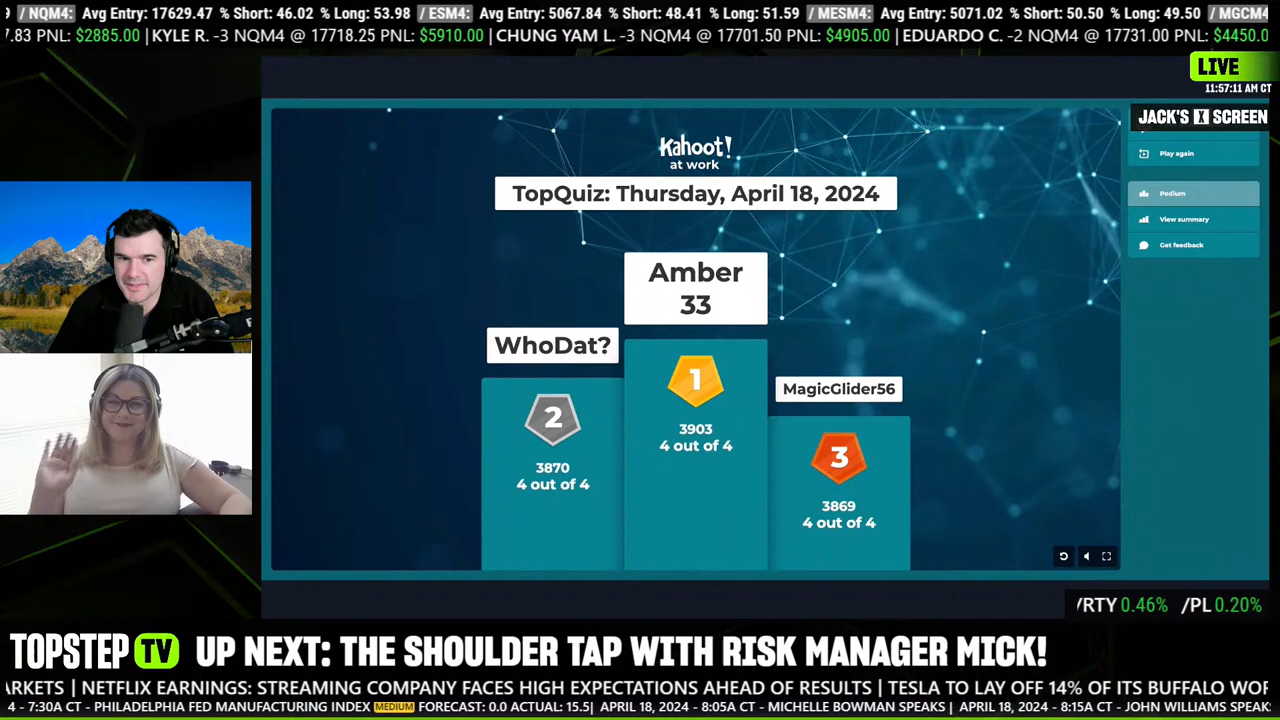 /NQM4: Avg Entry: 17629.47 % Short: 46.02 % Long: 53.98 /ESM4: Avg Entry: 5067.84 % Short: 48.41 % Long: 51.59 /MESM4: Avg Entry: 5071.02 % Short: 50.50 % Long: 49.50 / MGCM4
7.83 PNL: $2885.00 | KYLE R. -3 NQM4 @ 17718.25 PNL: $5910.00 | CHUNG YAM L. -3 NQM4 @ 17701.50 PNL: $4905.00 | EDUARDO C. -2 NQM4 @ 17731.00 PNL: $4450.0
LIVE
11:57:11 AM CT
JACK'S X SCREEN
Kahoot!
at work
Play again
TopQuiz: Thursday, April 18, 2024
Podium
View summary
Get feedback
Amber
33
WhoDat?
1
MagicGlider56
2
3903
4 out of 4
3
3870
4 out of 4
3869
4 out of 4
/RTY 0.46% /PL 0.20%
TOPSTEP TV UP NEXT: THE SHOULDER TAP WITH RISK MANAGER MICK!
ARKETS | NETFLIX EARNINGS: STREAMING COMPANY FACES HIGH EXPECTATIONS AHEAD OF RESULTS | TESLA TO LAY OFF 14% OF ITS BUFFALO WOR
4 - 7:30A CT - PHILADELPHIA FED MANUFACTURING INDEX MEDIUM FORECAST: 0.0 ACTUAL: 15.5| APRIL 18, 2024 - 8:05A CT - MICHELLE BOWMAN SPEAKS | APRIL 18, 2024 - 8:15A CT - JOHN WILLIAMS SPEAKS